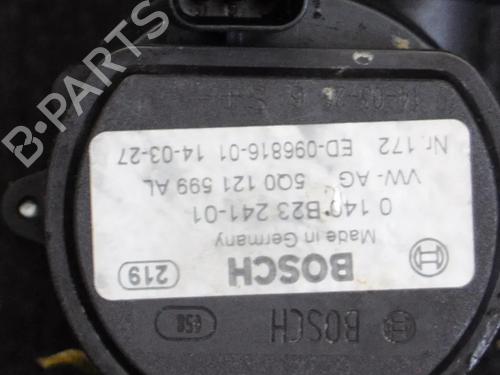 BOSCH
219
Made in Germany
0 140 B23 241-01
VW-AG 5Q0 121 599 AL
Nr. 172 ED-096816-01 14-03-27
BOSCH
B-PARTS